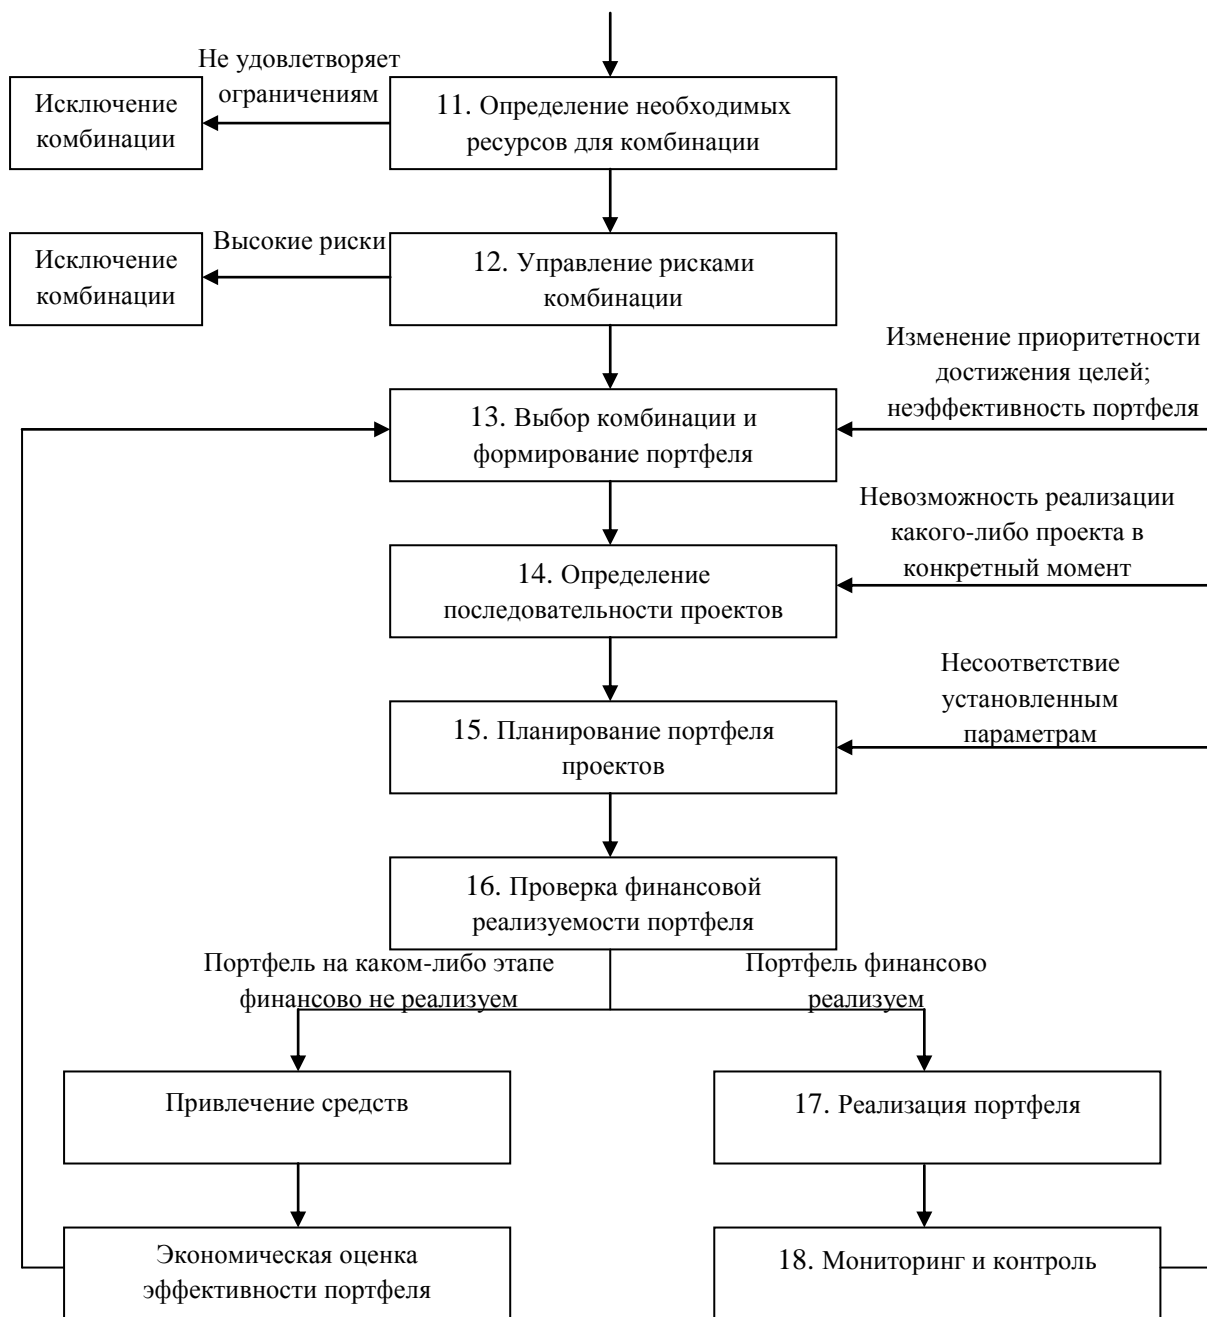 Не удовлетворяет
ограничениям
Исключение
комбинации
11. Определение необходимых
ресурсов для комбинации
Высокие риски
Исключение
комбинации
12. Управление рисками
комбинации
Изменение приоритетности
достижения целей;
неэффективность портфеля
13. Выбор комбинации и
формирование портфеля
Невозможность реализации
какого-либо проекта в
конкретный момент
14. Определение
последовательности проектов
Несоответствие
установленным
параметрам
15. Планирование портфеля
проектов
16. Проверка финансовой
реализуемости портфеля
Портфель на каком-либо этапе
финансово не реализуем
Портфель финансово
реализуем
Привлечение средств
17. Реализация портфеля
Экономическая оценка
эффективности портфеля
18. Мониторинг и контроль